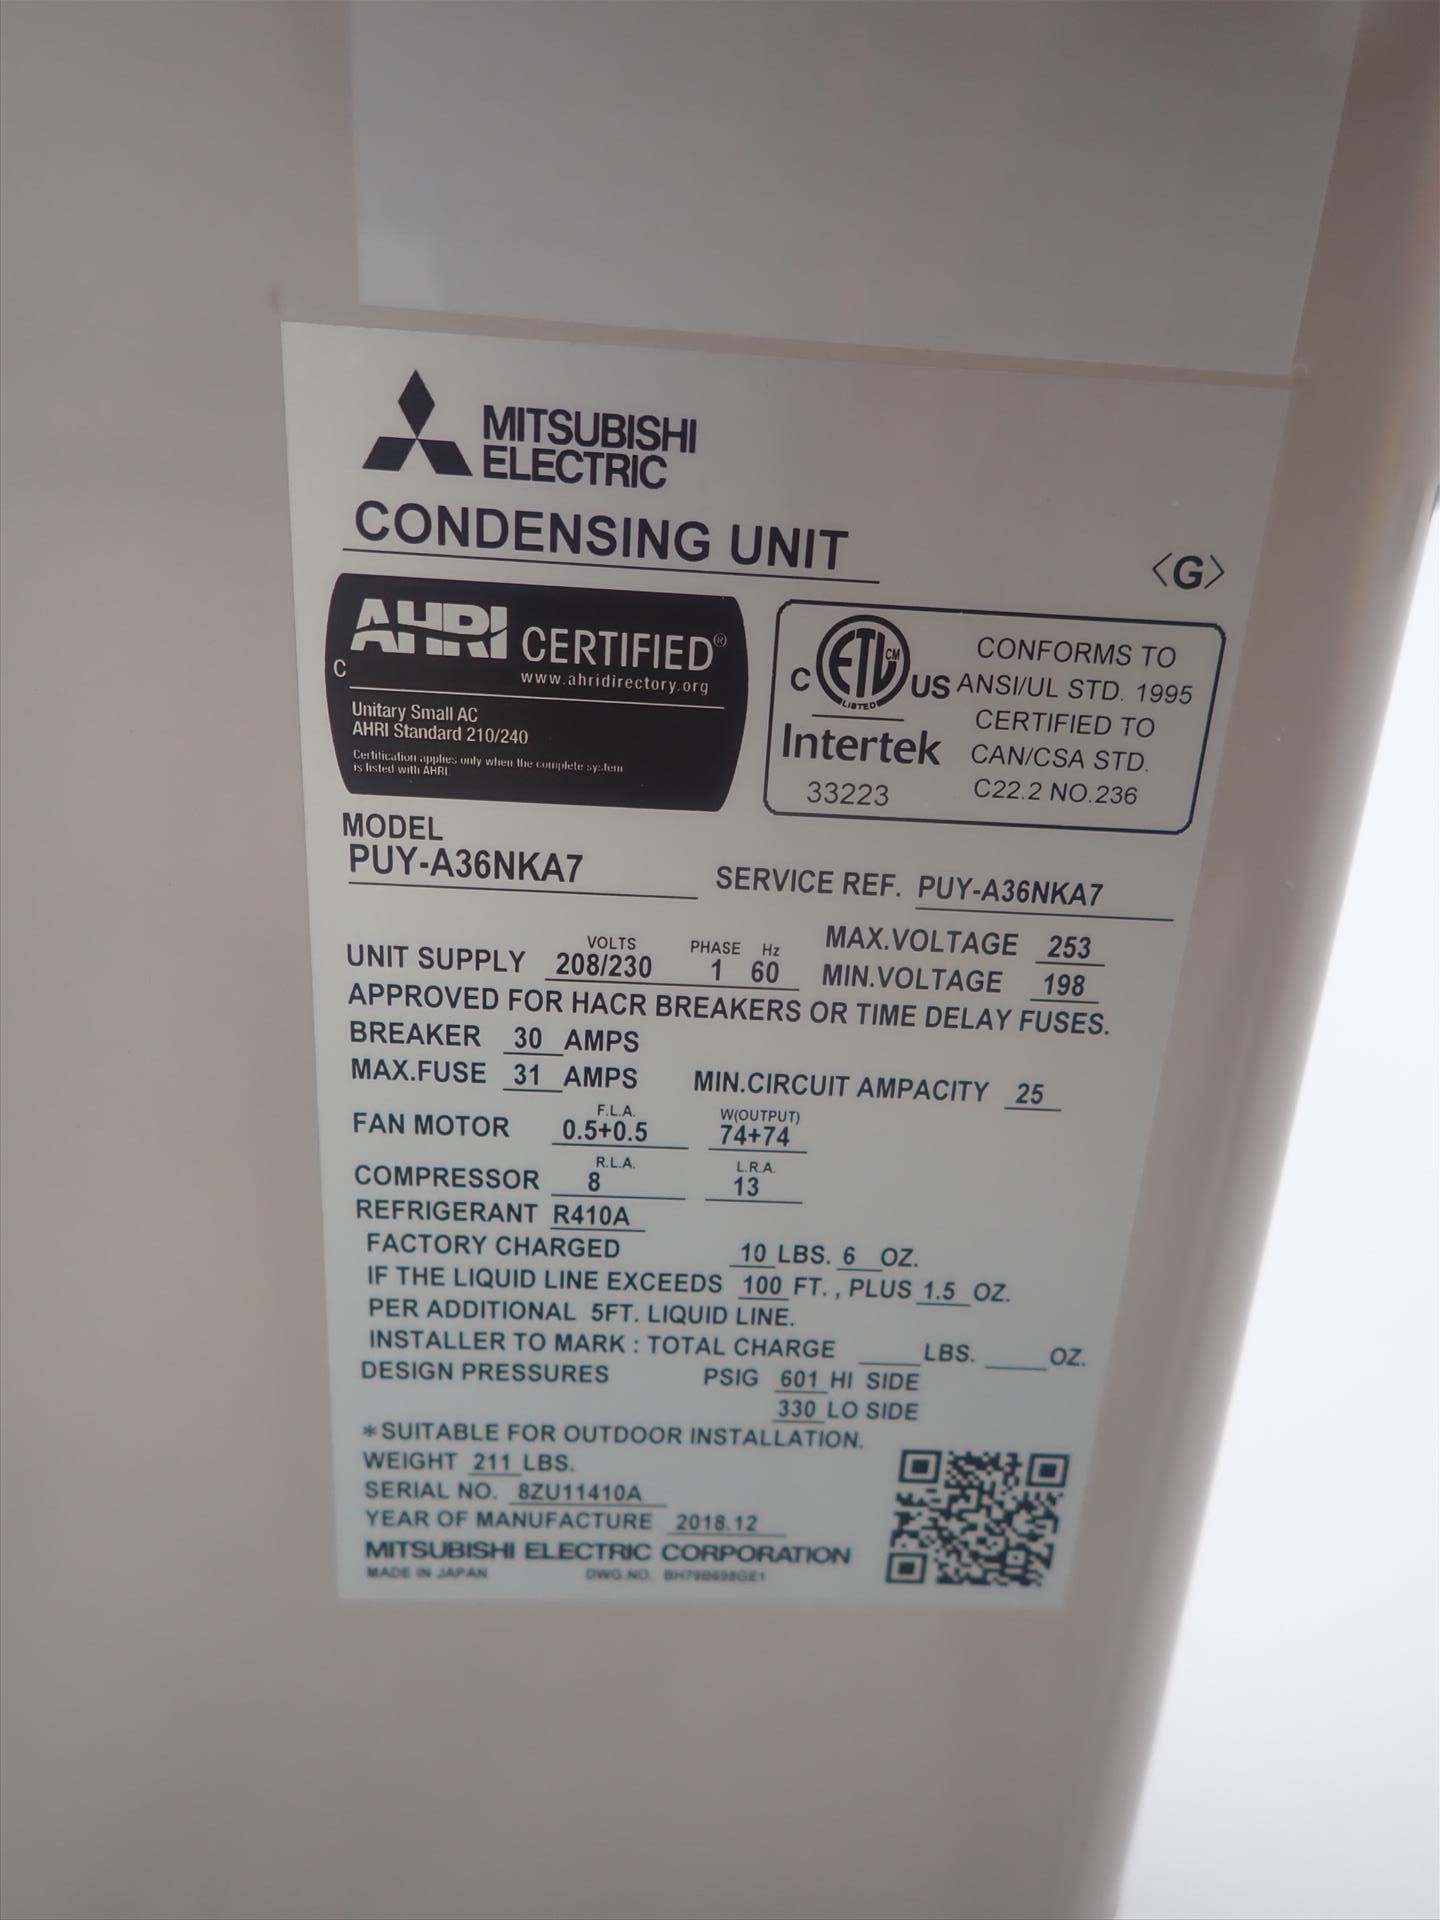 MITSUBISHI
ELECTRIC
CONDENSING UNIT
<G>
AHRI CERTIFIED®
www.ahridirectory.org
C
Unitary Small AC
AHRI Standard 210/240
Certification applies only when the complete system
is listed with AHRI
C ETL CM US
LISTED
Intertek
33223
CONFORMS TO
ANSI/UL STD. 1995
CERTIFIED TO
CAN/CSA STD.
C22.2 NO.236
MODEL
PUY-A36NKA7
SERVICE REF. PUY-A36NKA7
VOLTS PHASE Hz
UNIT SUPPLY 208/230 1 60
MAX.VOLTAGE 253
MIN.VOLTAGE 198
APPROVED FOR HACR BREAKERS OR TIME DELAY FUSES.
BREAKER 30 AMPS
MAX.FUSE 31 AMPS MIN.CIRCUIT AMPACITY 25
F.L.A. W(OUTPUT)
FAN MOTOR 0.5+0.5 74+74
R.L.A. L.R.A.
COMPRESSOR 8 13
REFRIGERANT R410A
FACTORY CHARGED 10 LBS. 6 OZ.
IF THE LIQUID LINE EXCEEDS 100 FT., PLUS 1.5 OZ.
PER ADDITIONAL 5FT. LIQUID LINE.
INSTALLER TO MARK : TOTAL CHARGE ____ LBS. ____ OZ.
DESIGN PRESSURES PSIG 601 HI SIDE
330 LO SIDE
*SUITABLE FOR OUTDOOR INSTALLATION.
WEIGHT 211 LBS.
SERIAL NO. 8ZU11410A
YEAR OF MANUFACTURE 2018.12
MITSUBISHI ELECTRIC CORPORATION
MADE IN JAPAN DWG.NO. BH79B698GE1